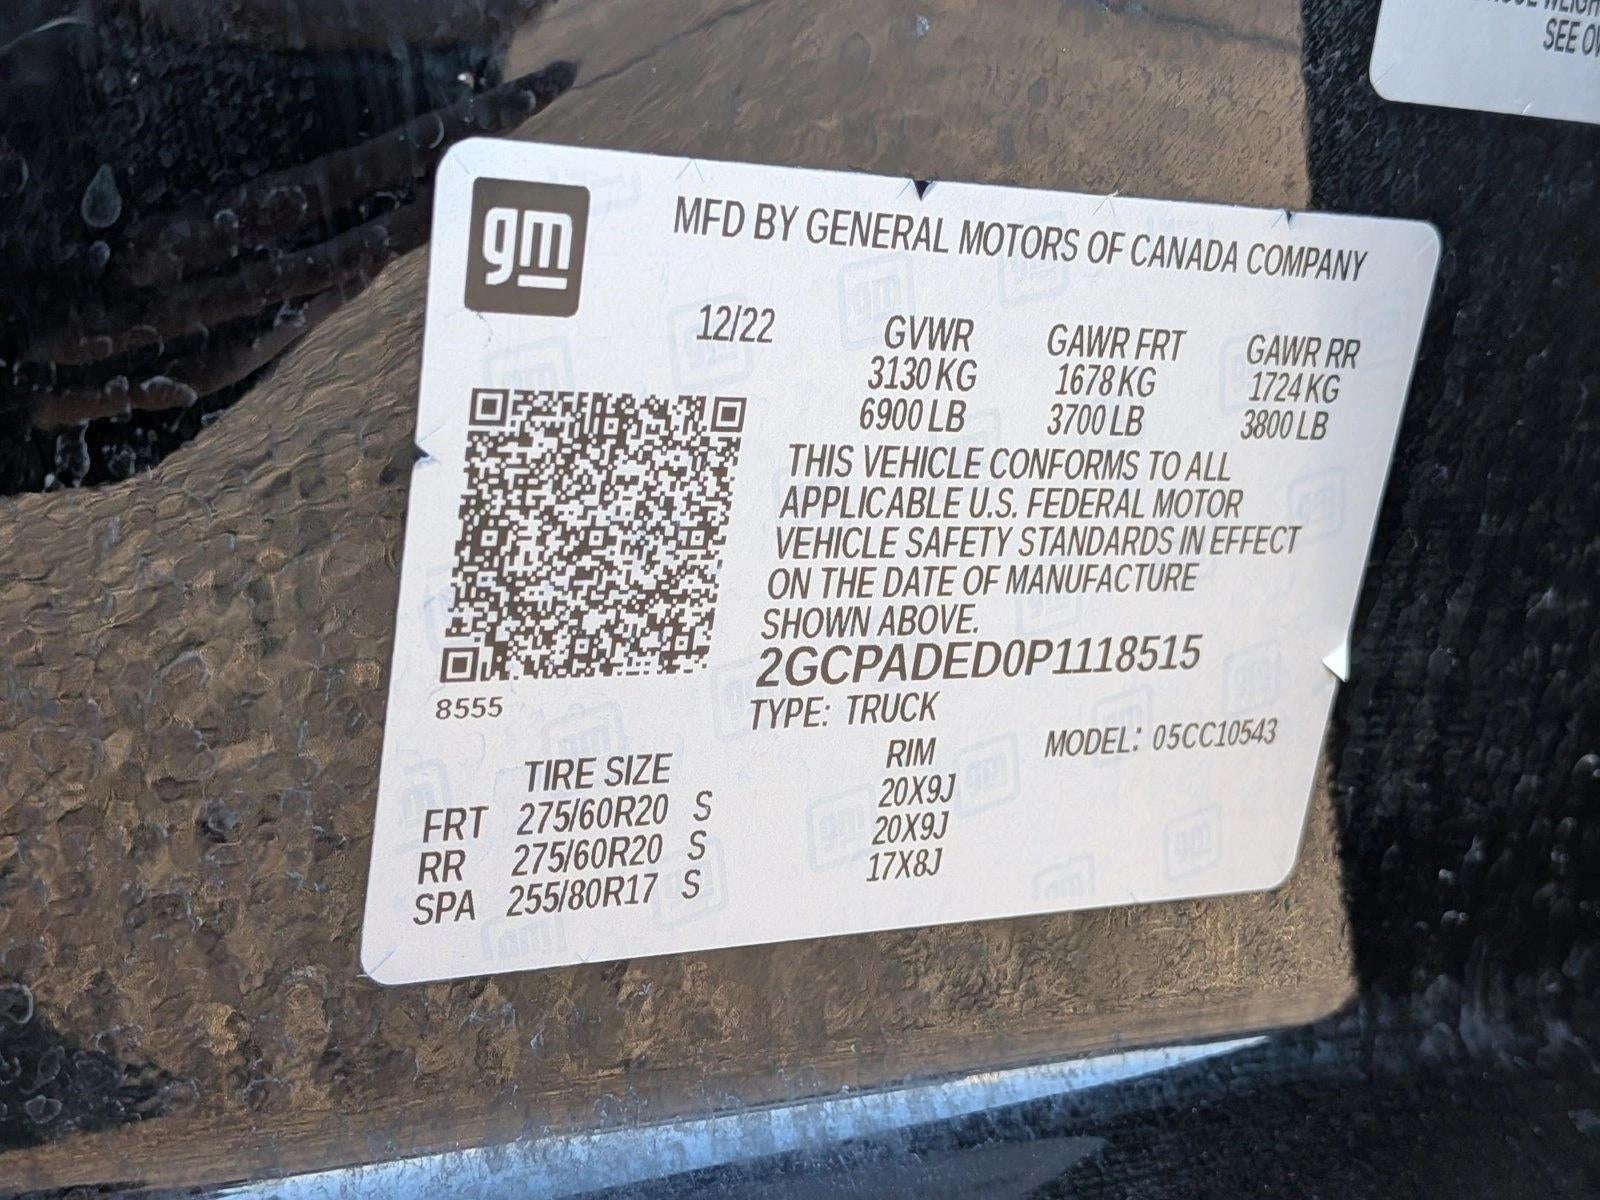 SEE
gm
MFD BY GENERAL MOTORS OF CANADA COMPANY
12/22 GVWR GAWR FRT GAWR RR
3130 KG 1678 KG 1724 KG
6900 LB 3700 LB 3800 LB
THIS VEHICLE CONFORMS TO ALL
APPLICABLE U.S. FEDERAL MOTOR
VEHICLE SAFETY STANDARDS IN EFFECT
ON THE DATE OF MANUFACTURE
SHOWN ABOVE.
2GCPADED0P1118515
8555
TYPE: TRUCK
MODEL: 05CC10543
TIRE SIZE RIM
FRT 275/60R20 S 20X9J
RR 275/60R20 S 20X9J
SPA 255/80R17 S 17X8J